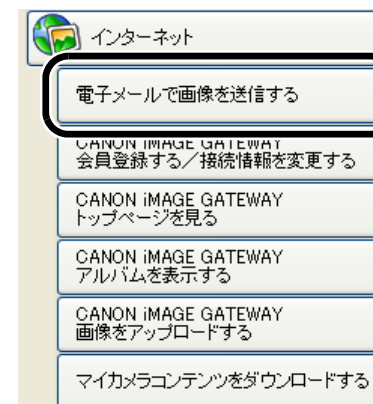 インターネット
電子メールで画像を送信する
CANON iMAGE GATEWAY
会員登録する／接続情報を変更する
CANON iMAGE GATEWAY
トップページを見る
CANON iMAGE GATEWAY
アルバムを表示する
CANON iMAGE GATEWAY
画像をアップロードする
マイカメラコンテンツをダウンロードする